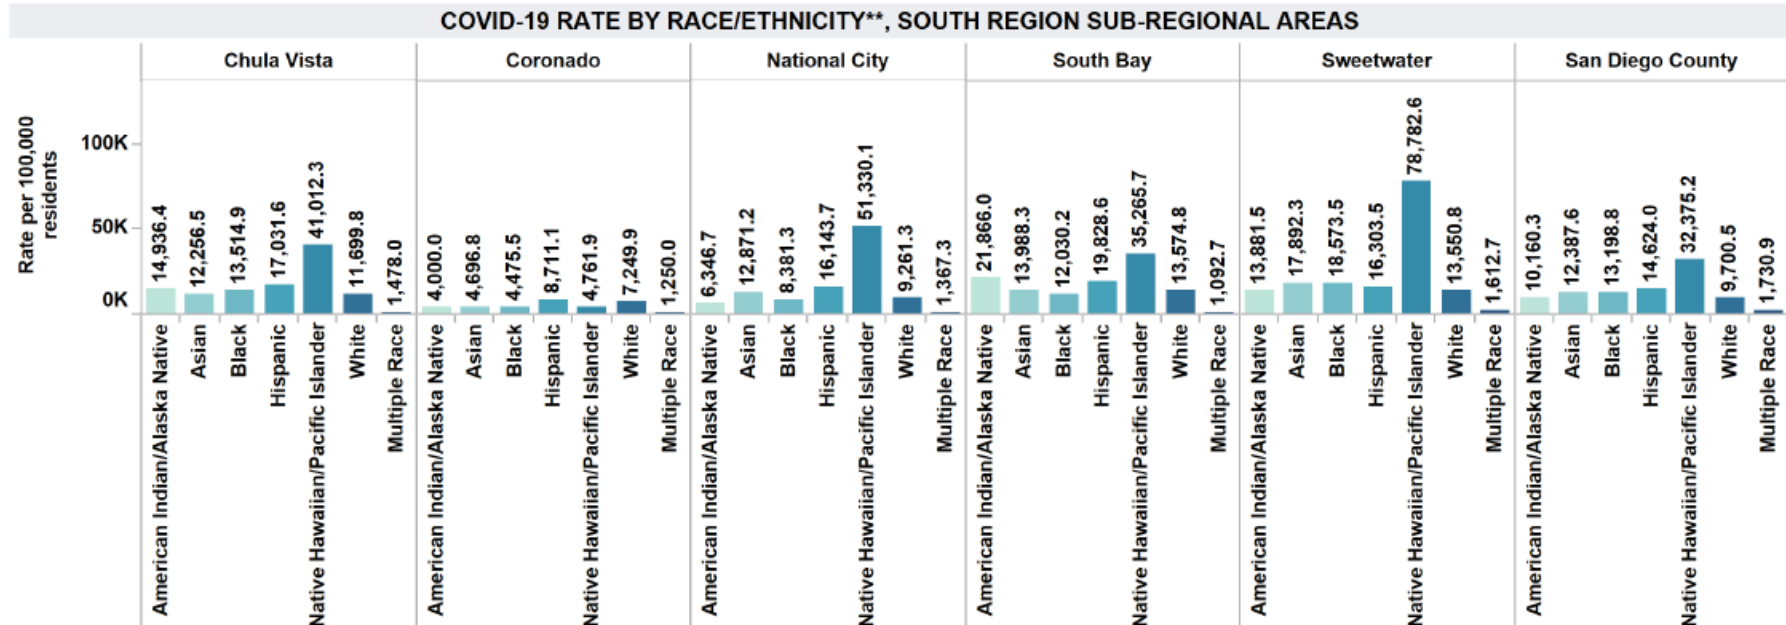 COVID-19 RATE BY RACE/ETHNICITY**, SOUTH REGION SUB-REGIONAL AREAS
Chula Vista
Coronado
National City
South Bay
Sweetwater
San Diego County
Rate per 100,000
residents
100K
50K
0K
14,936.4
12,256.5
13,514.9
17,031.6
41,012.3
11,699.8
1,478.0
4,000.0
4,696.8
4,475.5
8,711.1
4,761.9
7,249.9
1,250.0
6,346.7
12,871.2
8,381.3
16,143.7
51,330.1
9,261.3
1,367.3
21,866.0
13,988.3
12,030.2
19,828.6
35,265.7
13,574.8
1,092.7
13,881.5
17,892.3
18,573.5
16,303.5
78,782.6
13,550.8
1,612.7
10,160.3
12,387.6
13,198.8
14,624.0
32,375.2
9,700.5
1,730.9
American Indian/Alaska Native
Asian
Black
Hispanic
Native Hawaiian/Pacific Islander
White
Multiple Race
American Indian/Alaska Native
Asian
Black
Hispanic
Native Hawaiian/Pacific Islander
White
Multiple Race
American Indian/Alaska Native
Asian
Black
Hispanic
Native Hawaiian/Pacific Islander
White
Multiple Race
American Indian/Alaska Native
Asian
Black
Hispanic
Native Hawaiian/Pacific Islander
White
Multiple Race
American Indian/Alaska Native
Asian
Black
Hispanic
Native Hawaiian/Pacific Islander
White
Multiple Race
American Indian/Alaska Native
Asian
Black
Hispanic
Native Hawaiian/Pacific Islander
White
Multiple Race